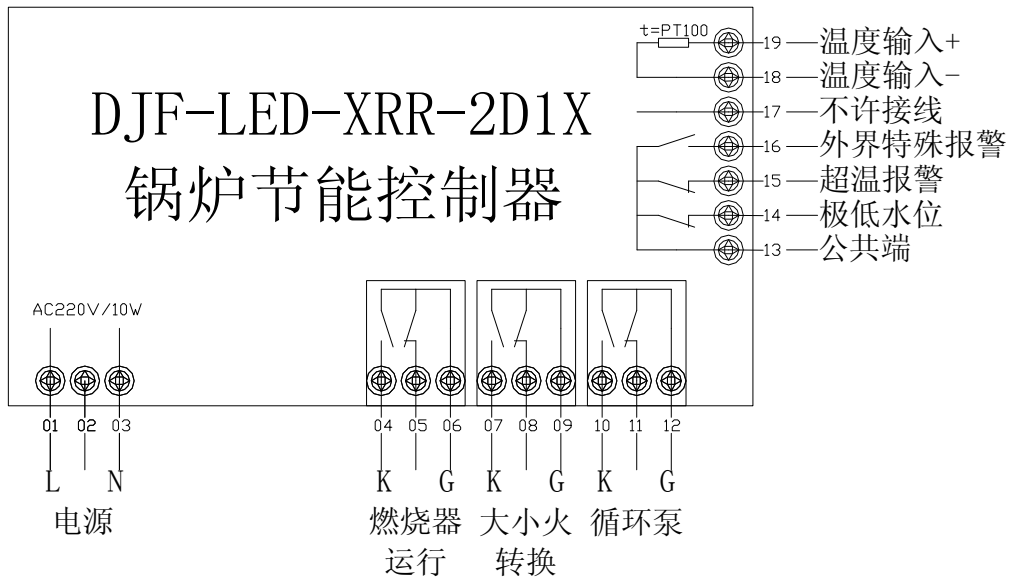 t=PT100
19 温度输入+
18 温度输入-
17 不许接线
16 外界特殊报警
15 超温报警
14 极低水位
13 公共端
DJF-LED-XRR-2D1X
锅炉节能控制器
AC220V/10W
01 02 03 04 05 06 07 08 09 10 11 12
L N K G K G K G
电源 燃烧器 大小火 循环泵
运行 转换